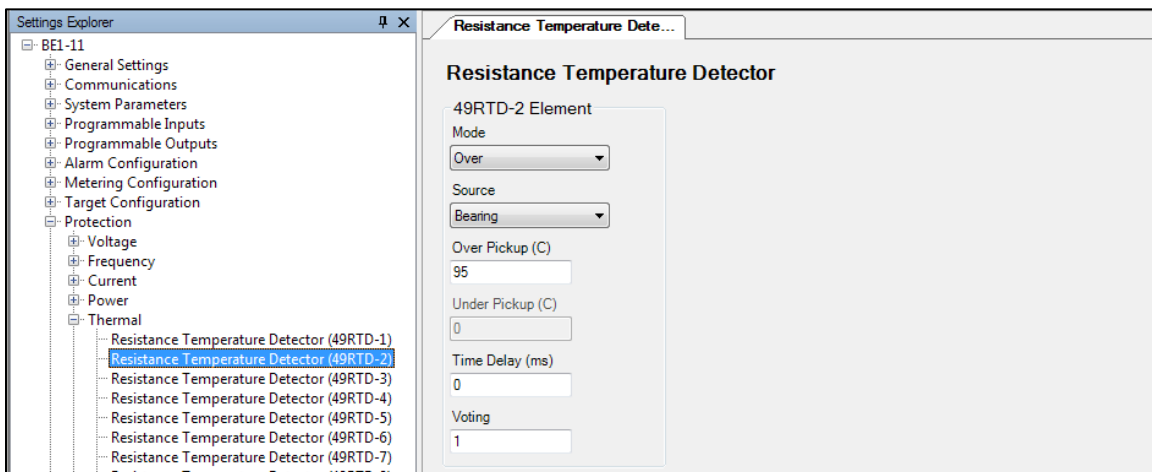 Settings Explorer
BE1-11
General Settings
Communications
System Parameters
Programmable Inputs
Programmable Outputs
Alarm Configuration
Metering Configuration
Target Configuration
Protection
Voltage
Frequency
Current
Power
Thermal
Resistance Temperature Detector (49RTD-1)
Resistance Temperature Detector (49RTD-2)
Resistance Temperature Detector (49RTD-3)
Resistance Temperature Detector (49RTD-4)
Resistance Temperature Detector (49RTD-5)
Resistance Temperature Detector (49RTD-6)
Resistance Temperature Detector (49RTD-7)
Resistance Temperature Dete...
Resistance Temperature Detector
49RTD-2 Element
Mode
Over
Source
Bearing
Over Pickup (C)
95
Under Pickup (C)
0
Time Delay (ms)
0
Voting
1